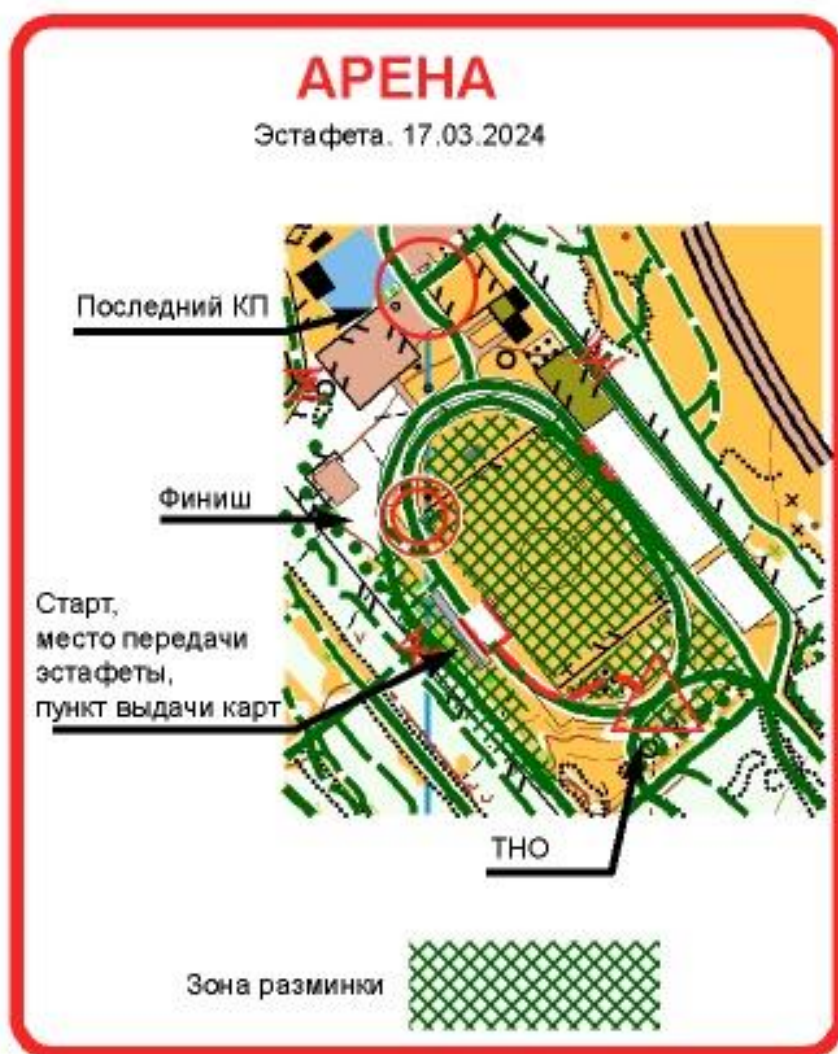 АРЕНА
Эстафета. 17.03.2024
Последний КП
Финиш
Старт,
место передачи
эстафеты,
пункт выдачи карт
ТНО
Зона разминки